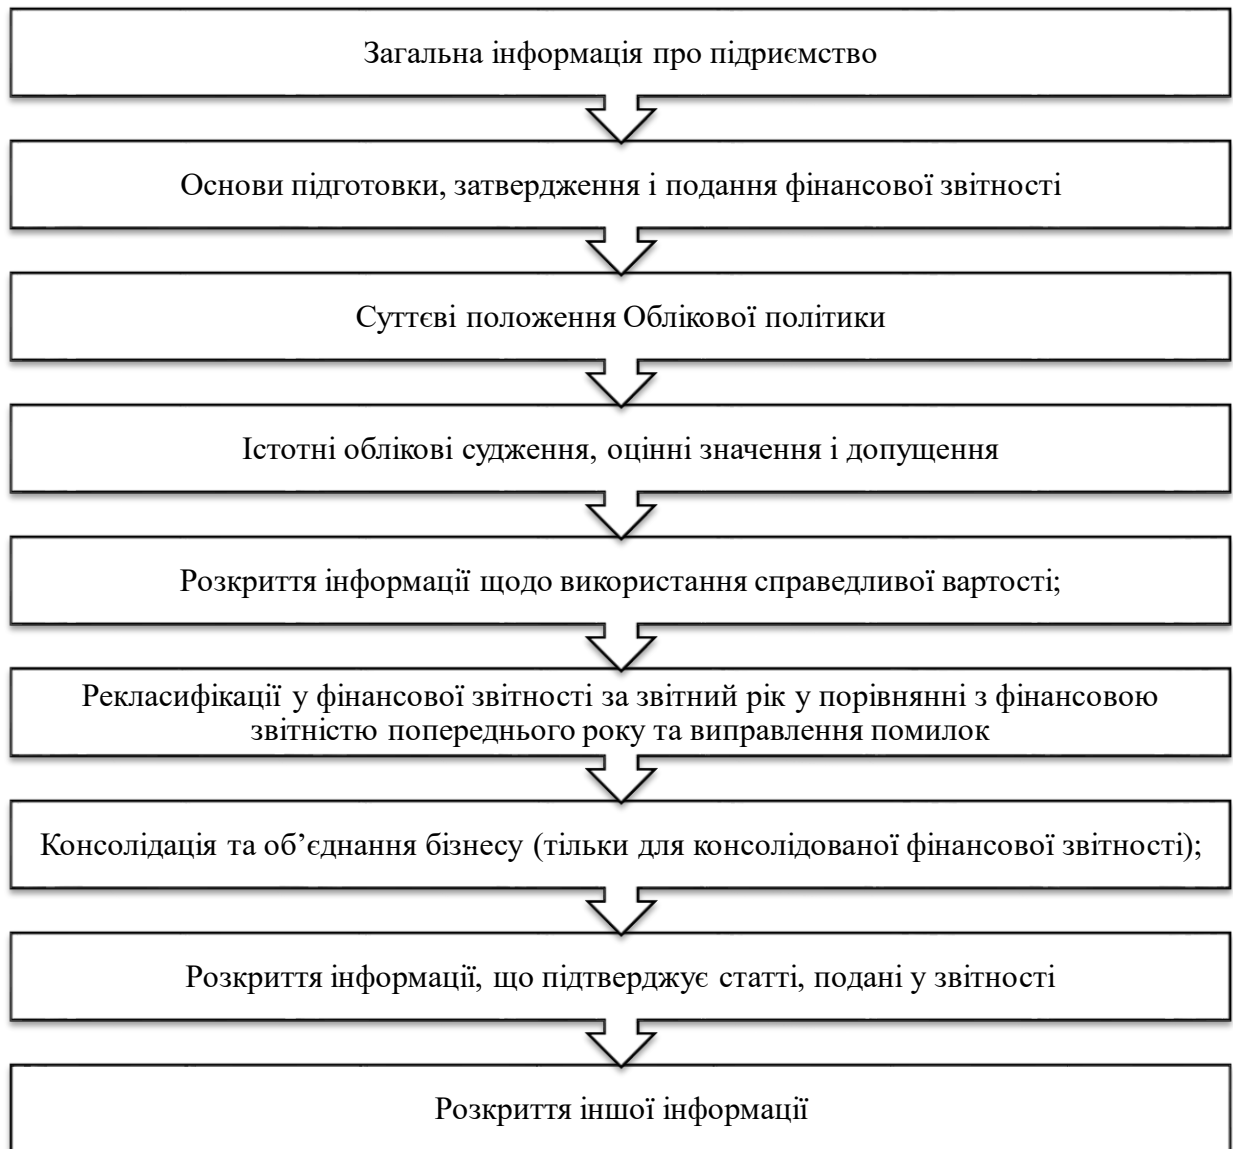 Загальна інформація про підриємство
Основи підготовки, затвердження і подання фінансової звітності
Суттєві положення Облікової політики
Істотні облікові судження, оцінні значення і допущення
Розкриття інформації щодо використання справедливої вартості;
Рекласифікації у фінансової звітності за звітний рік у порівнянні з фінансовою
звітністю попереднього року та виправлення помилок
Консолідація та об’єднання бізнесу (тільки для консолідованої фінансової звітності);
Розкриття інформації, що підтверджує статті, подані у звітності
Розкриття іншої інформації